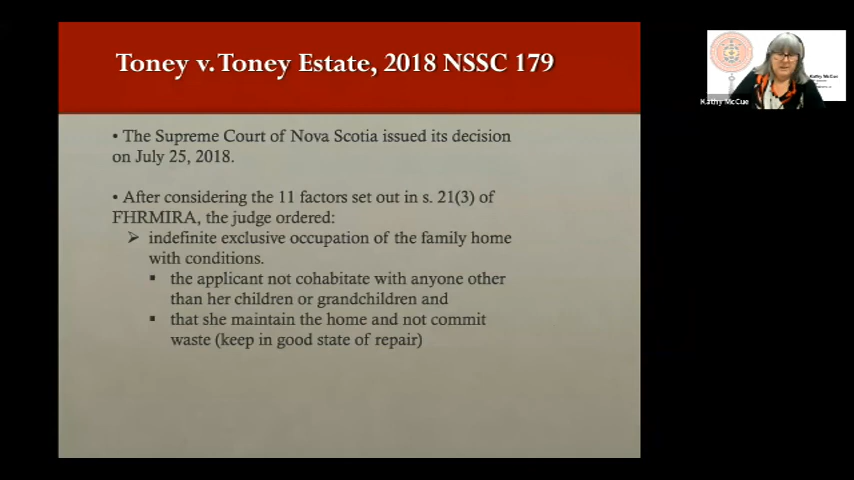 Toney v. Toney Estate, 2018 NSSC 179
• The Supreme Court of Nova Scotia issued its decision
on July 25, 2018.
• After considering the 11 factors set out in s. 21(3) of
FHRMIRA, the judge ordered:
➢ indefinite exclusive occupation of the family home
with conditions.
▪ the applicant not cohabitate with anyone other
than her children or grandchildren and
▪ that she maintain the home and not commit
waste (keep in good state of repair)
Kathy McCue
Kathy McCue